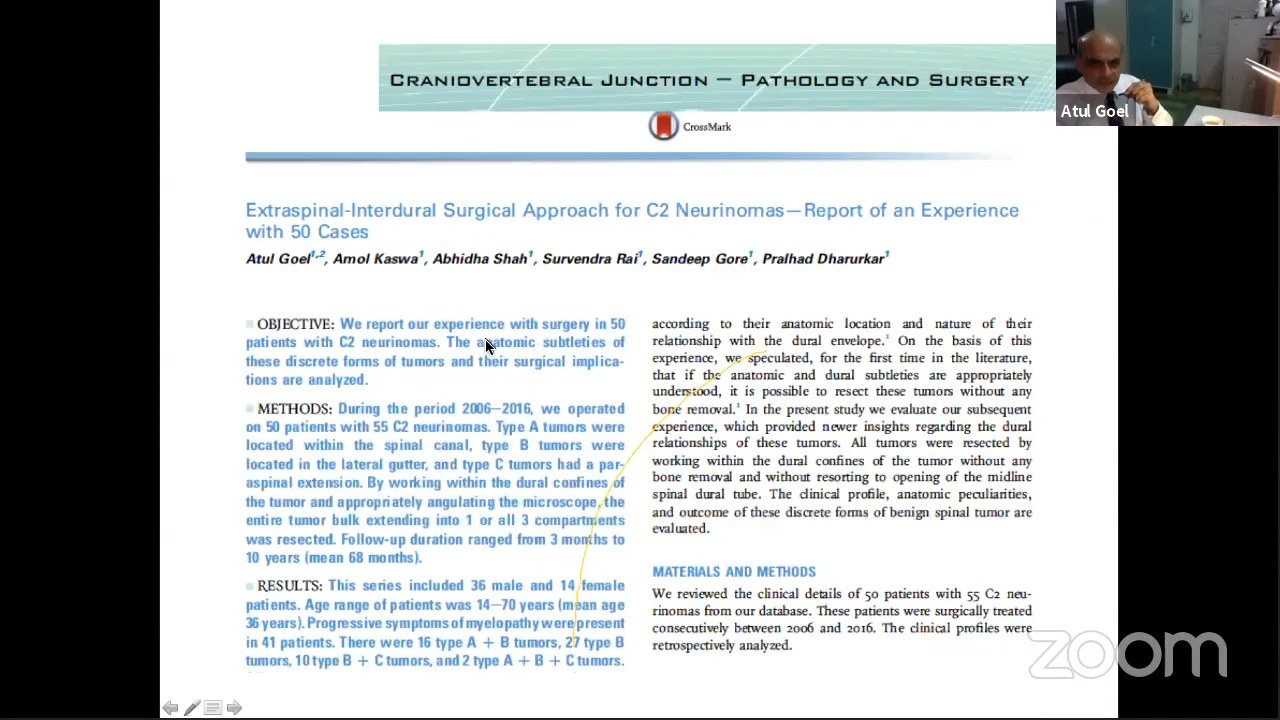 CRANIOVERTEBRAL JUNCTION – PATHOLOGY AND SURGERY
CrossMark
Atul Goel
Extraspinal-Interdural Surgical Approach for C2 Neurinomas—Report of an Experience
with 50 Cases
Atul Goel1,2, Amol Kaswa1, Abhidha Shah1, Survendra Rai1, Sandeep Gore1, Pralhad Dharurkar1
OBJECTIVE: We report our experience with surgery in 50
patients with C2 neurinomas. The anatomic subtleties of
these discrete forms of tumors and their surgical implica-
tions are analyzed.
METHODS: During the period 2006–2016, we operated
on 50 patients with 55 C2 neurinomas. Type A tumors were
located within the spinal canal, type B tumors were
located in the lateral gutter, and type C tumors had a par-
aspinal extension. By working within the dural confines of
the tumor and appropriately angulating the microscope, the
entire tumor bulk extending into 1 or all 3 compartments
was resected. Follow-up duration ranged from 3 months to
10 years (mean 68 months).
RESULTS: This series included 36 male and 14 female
patients. Age range of patients was 14–70 years (mean age
36 years). Progressive symptoms of myelopathy were present
in 41 patients. There were 16 type A + B tumors, 27 type B
tumors, 10 type B + C tumors, and 2 type A + B + C tumors.
according to their anatomic location and nature of their
relationship with the dural envelope.1 On the basis of this
experience, we speculated, for the first time in the literature,
that if the anatomic and dural subtleties are appropriately
understood, it is possible to resect these tumors without any
bone removal.1 In the present study we evaluate our subsequent
experience, which provided newer insights regarding the dural
relationships of these tumors. All tumors were resected by
working within the dural confines of the tumor without any
bone removal and without resorting to opening of the midline
spinal dural tube. The clinical profile, anatomic peculiarities,
and outcome of these discrete forms of benign spinal tumor are
evaluated.
MATERIALS AND METHODS
We reviewed the clinical details of 50 patients with 55 C2 neu-
rinomas from our database. These patients were surgically treated
consecutively between 2006 and 2016. The clinical profiles were
retrospectively analyzed.
zoom